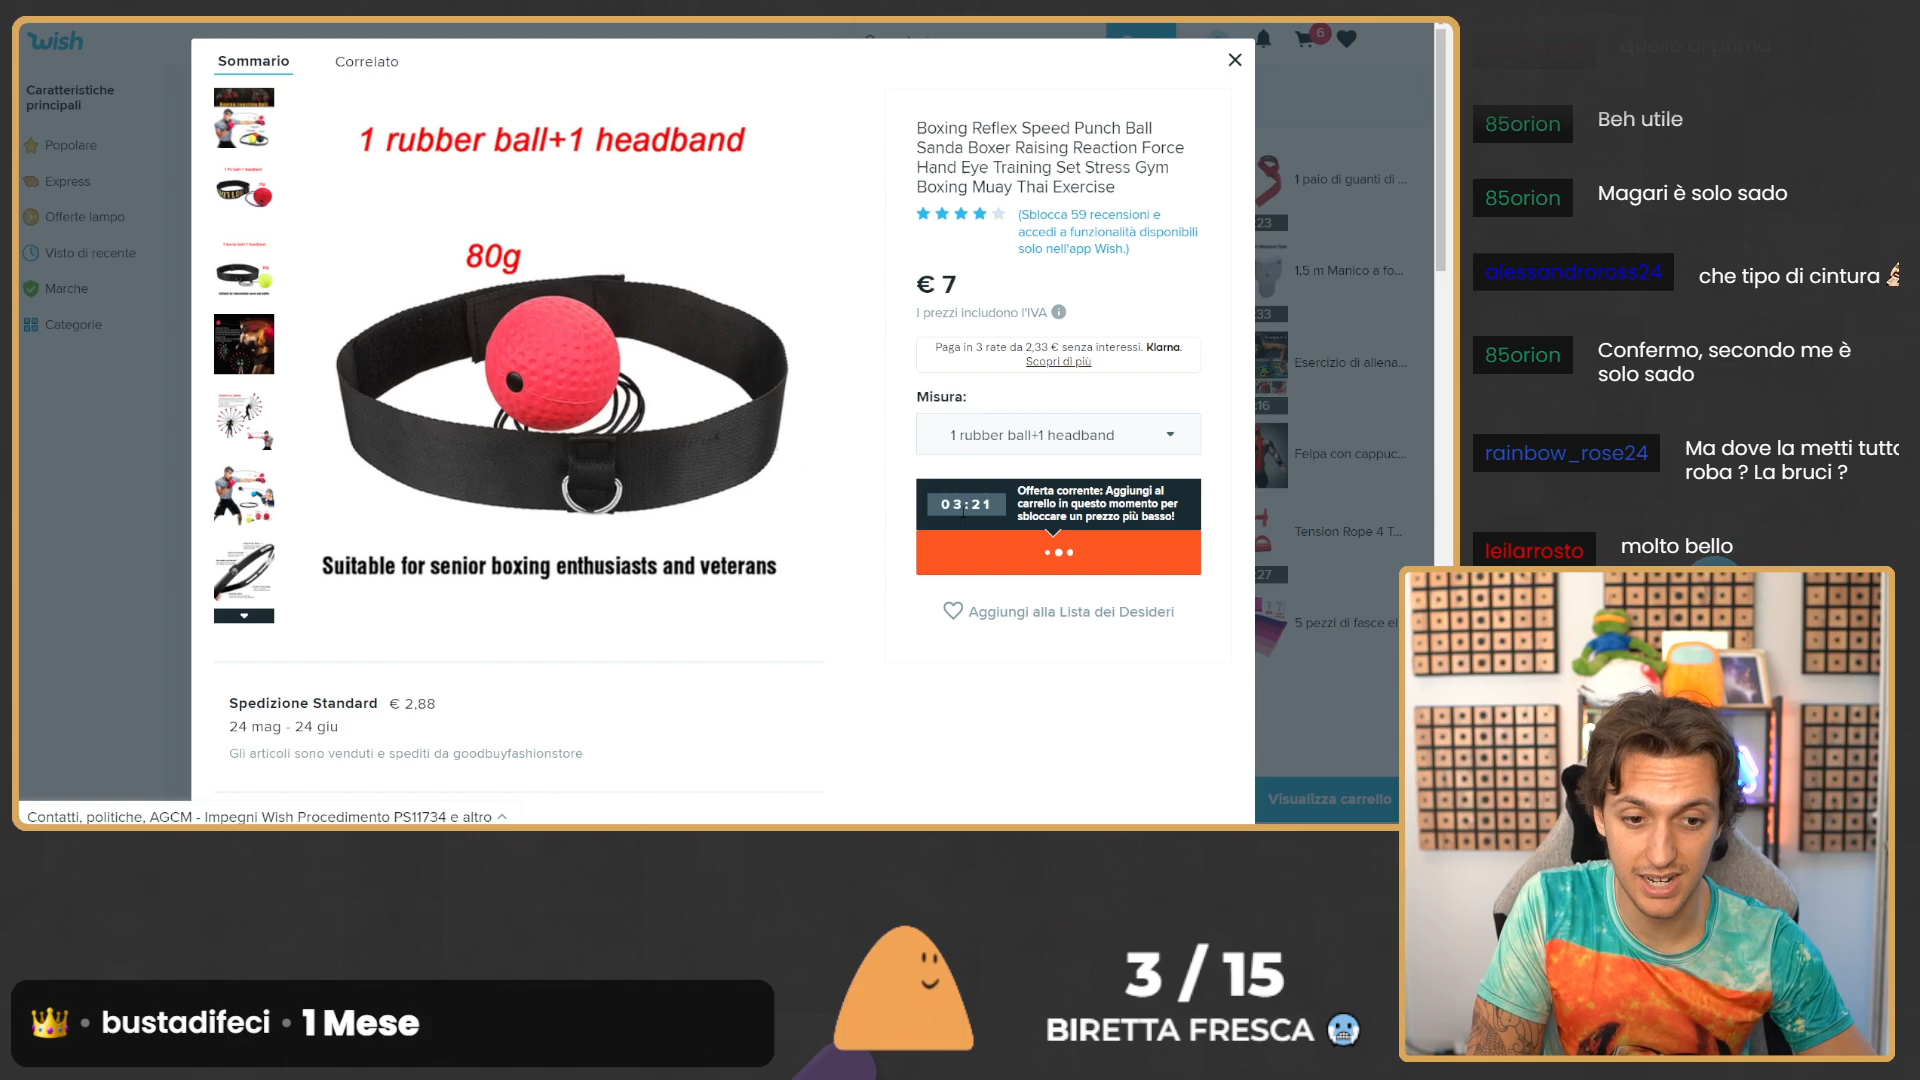 wish
6
Sommario
Correlato
Caratteristiche
principali
Popolare
Express
Offerte lampo
Visto di recente
Marche
Categorie
1 rubber ball+1 headband
80g
Suitable for senior boxing enthusiasts and veterans
Boxing Reflex Speed Punch Ball
Sanda Boxer Raising Reaction Force
Hand Eye Training Set Stress Gym
Boxing Muay Thai Exercise
(Sblocca 59 recensioni e
accedi a funzionalità disponibili
solo nell'app Wish.)
€ 7
I prezzi includono l'IVA
Paga in 3 rate da 2,33 € senza interessi. Klarna.
Scopri di più
Misura:
1 rubber ball+1 headband
03:21
Offerta corrente: Aggiungi al
carrello in questo momento per
sbloccare un prezzo più basso!
Aggiungi alla Lista dei Desideri
Spedizione Standard € 2,88
24 mag - 24 giu
Gli articoli sono venduti e spediti da goodbuyfashionstore
Contatti, politiche, AGCM - Impegni Wish Procedimento PS11734 e altro
1 paio di guanti di ...
23
1,5 m Manico a fo...
33
Esercizio di allena...
16
Felpa con cappuc...
Tension Rope 4 T...
27
5 pezzi di fasce el
Visualizza carrello
quello di prima
85orion Beh utile
85orion Magari è solo sado
alessandroross24 che tipo di cintura
85orion Confermo, secondo me è
solo sado
rainbow_rose24 Ma dove la metti tutta
roba ? La bruci ?
leilarrosto molto bello
bustadifeci • 1 Mese
3 / 15
BIRETTA FRESCA